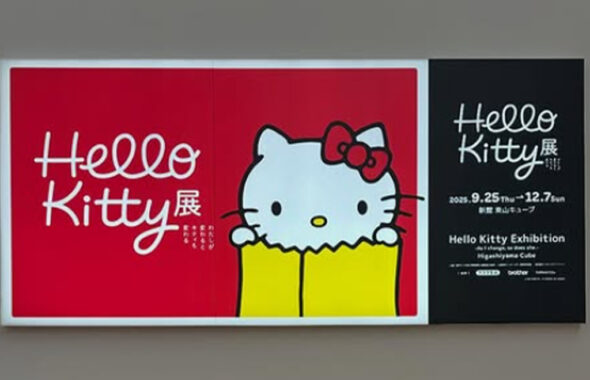 Hello
Kitty展
わたしが
変わると
キティも
変わる
Hello
Kitty展
2025.9.25Thu→12.7Sun
新館 東山キューブ
Hello Kitty Exhibition
-As I change, so does she-
Higashiyama Cube
brother